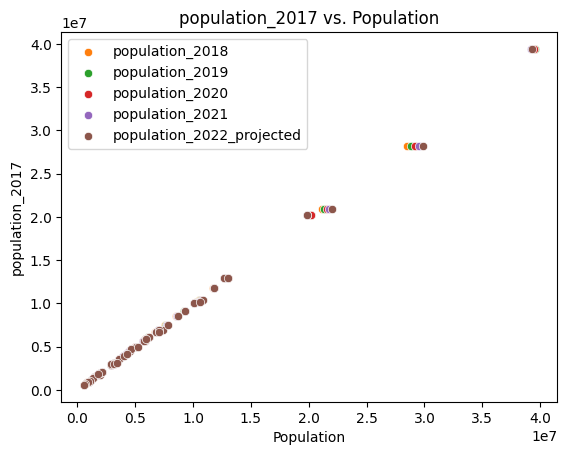 population_2017 vs. Population
1e7
population_2018
population_2019
population_2020
population_2021
population_2022_projected
4.0
3.5
3.0
2.5
2.0
1.5
1.0
0.5
0.0
population_2017
0.0 0.5 1.0 1.5 2.0 2.5 3.0 3.5 4.0
Population
1e7